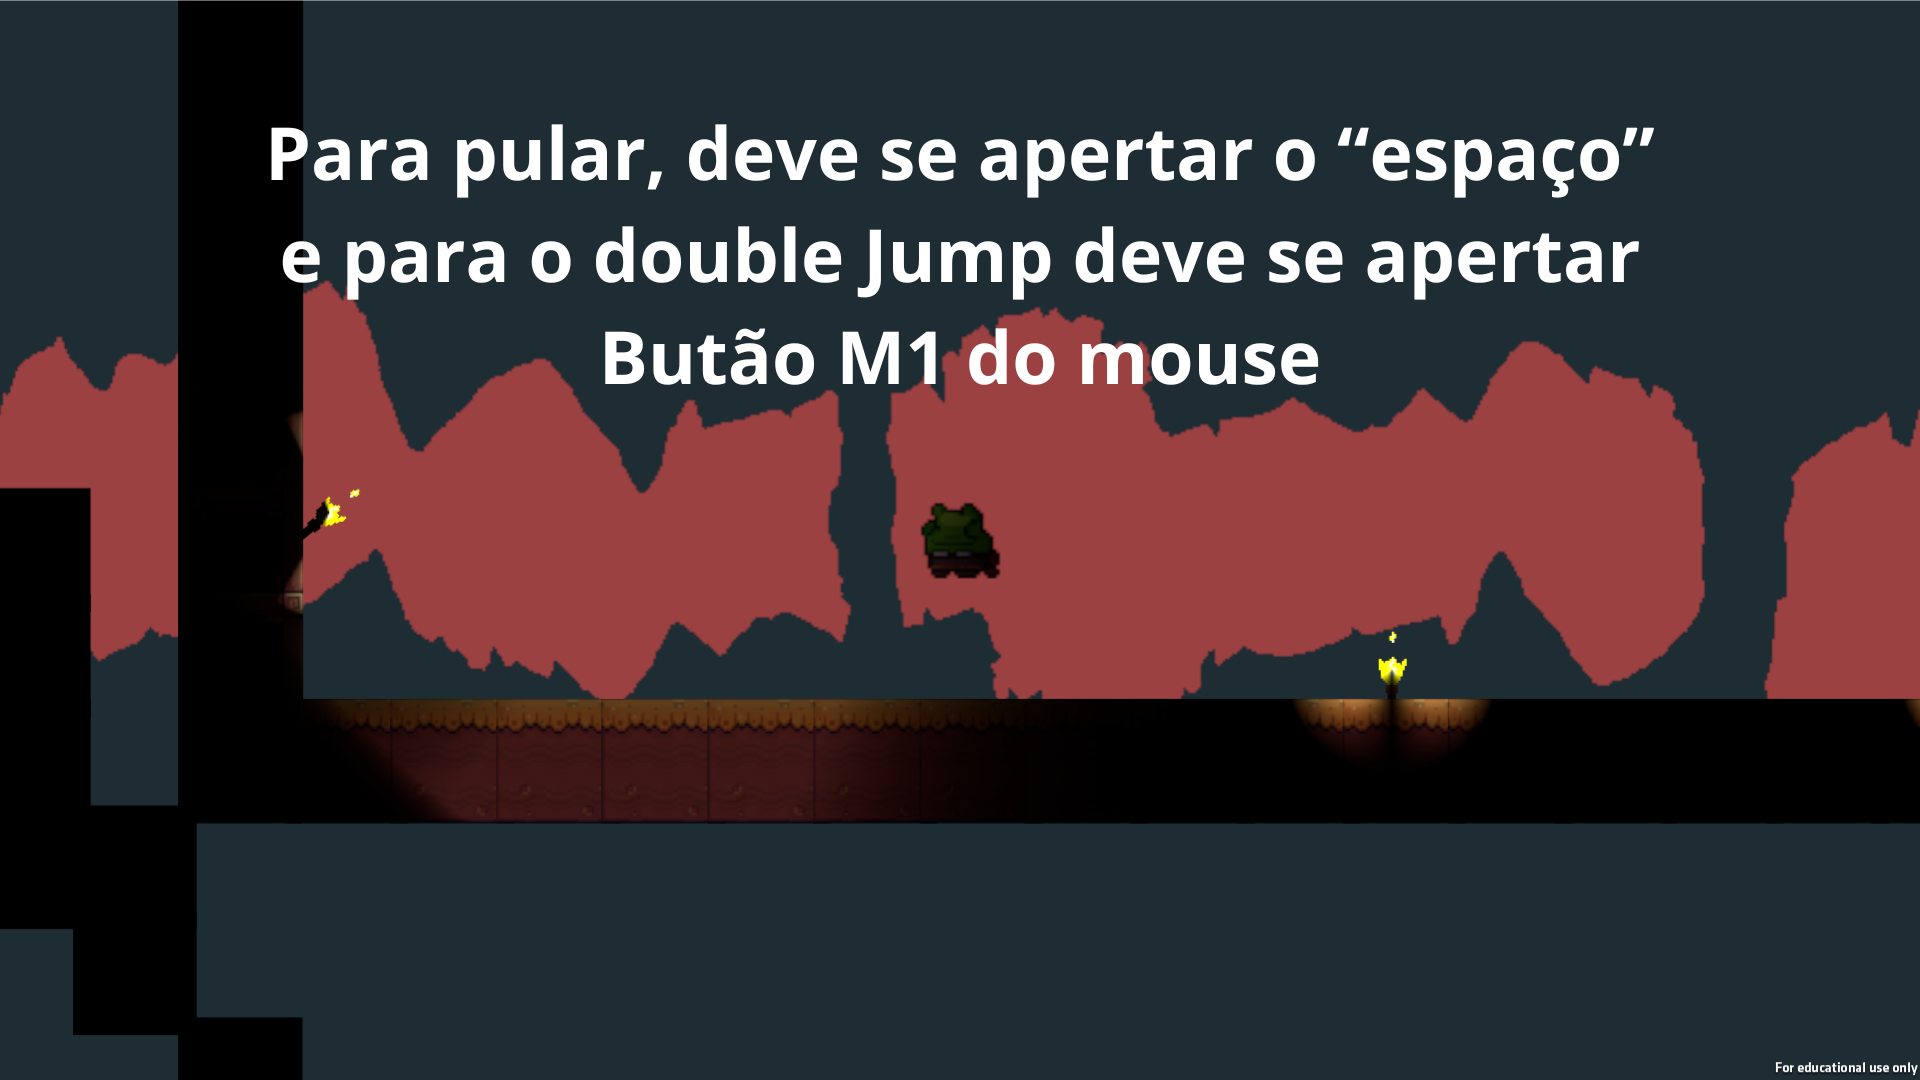 Para pular, deve se apertar o “espaço”
e para o double Jump deve se apertar
Butão M1 do mouse
For educational use only